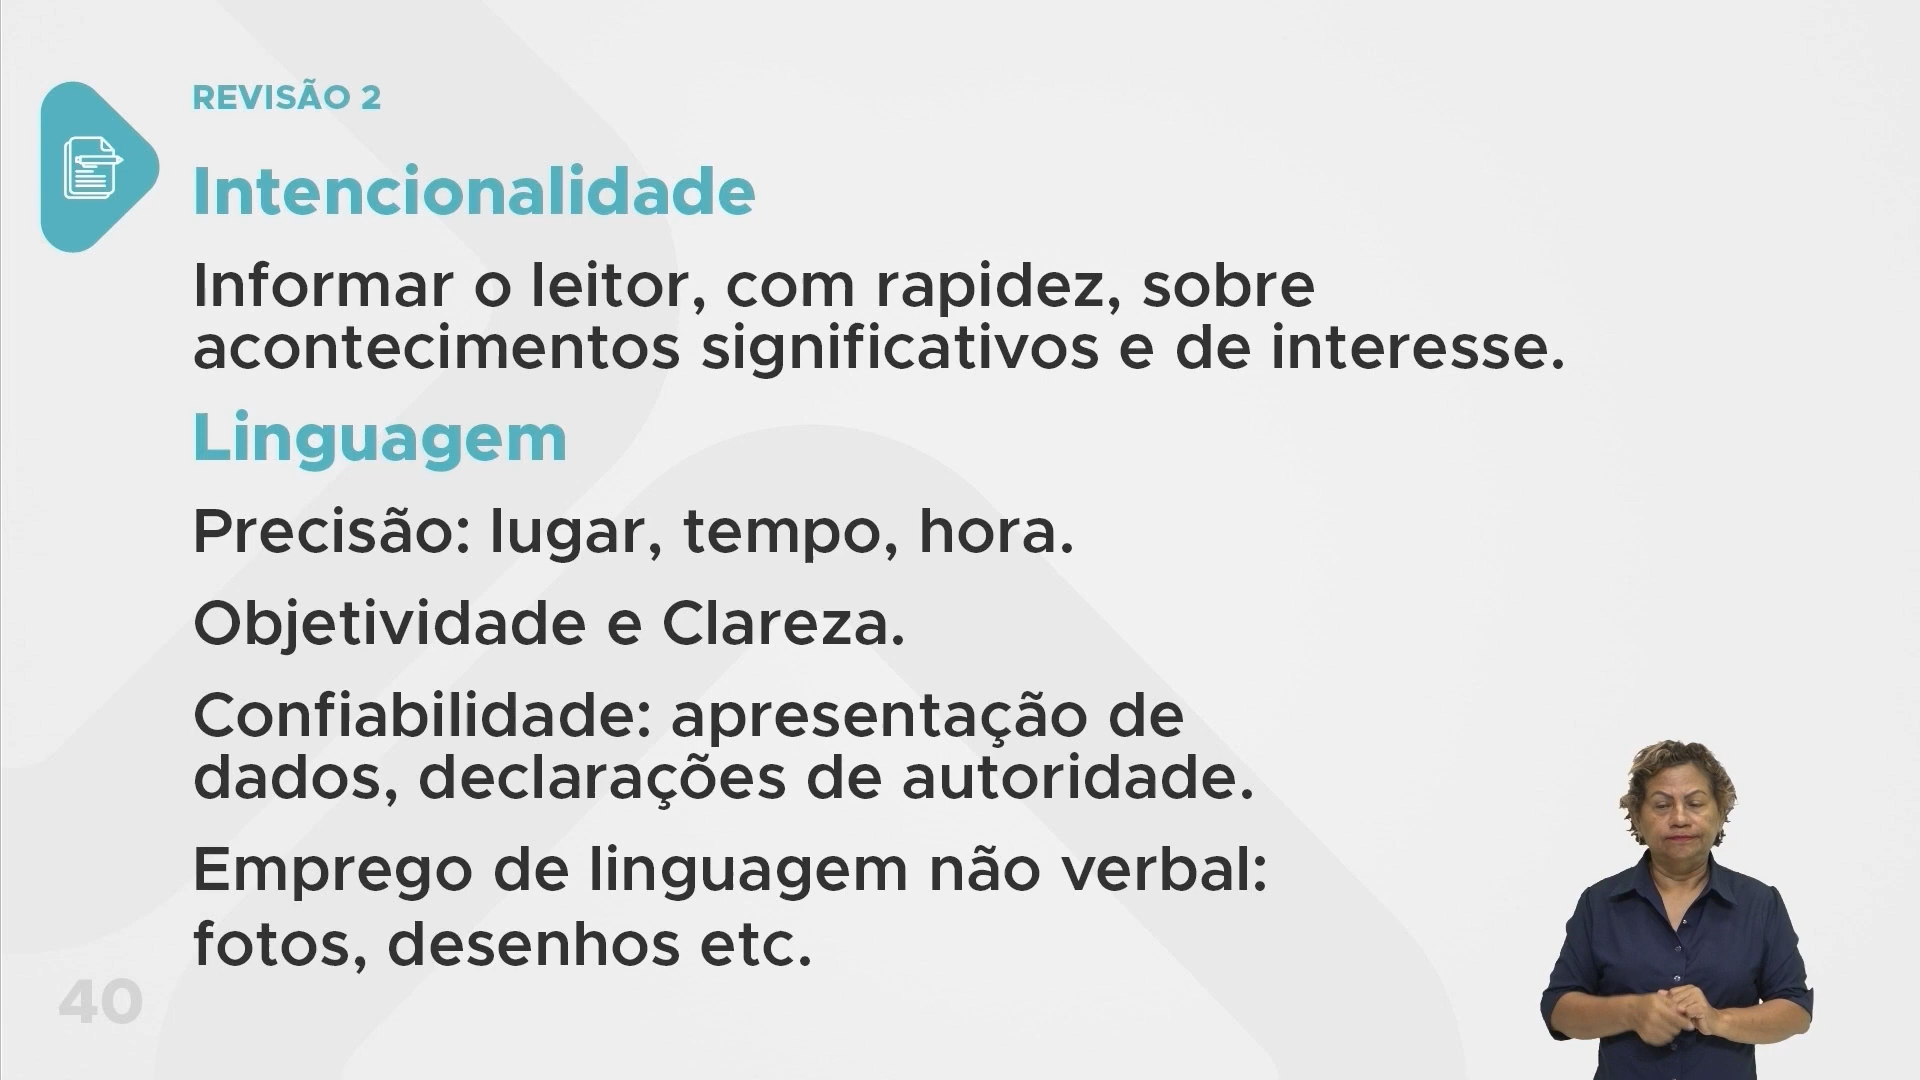 REVISÃO 2
Intencionalidade
Informar o leitor, com rapidez, sobre
acontecimentos significativos e de interesse.
Linguagem
Precisão: lugar, tempo, hora.
Objetividade e Clareza.
Confiabilidade: apresentação de
dados, declarações de autoridade.
Emprego de linguagem não verbal:
fotos, desenhos etc.
40